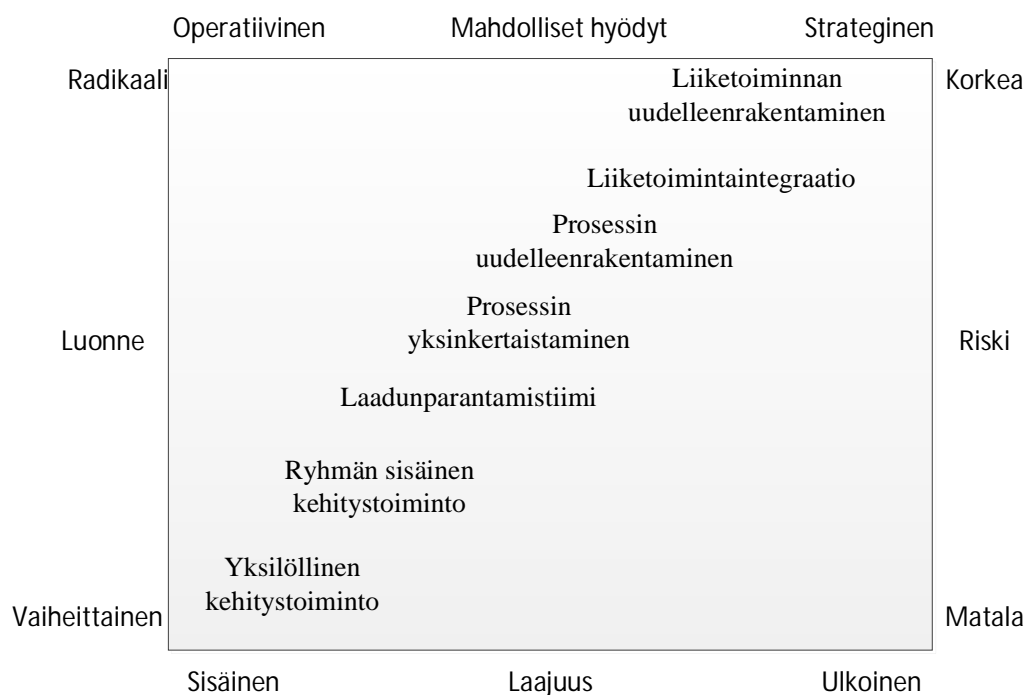 Operatiivinen Mahdolliset hyödyt Strateginen
Radikaali Liiketoiminnan Korkea
uudelleenrakentaminen
Liiketoimintaintegraatio
Prosessin
uudelleenrakentaminen
Prosessin
Luonne yksinkertaistaminen Riski
Laadunparantamistiimi
Ryhmän sisäinen
kehitystoiminto
Yksilöllinen
kehitystoiminto
Vaiheittainen Matala
Sisäinen Laajuus Ulkoinen